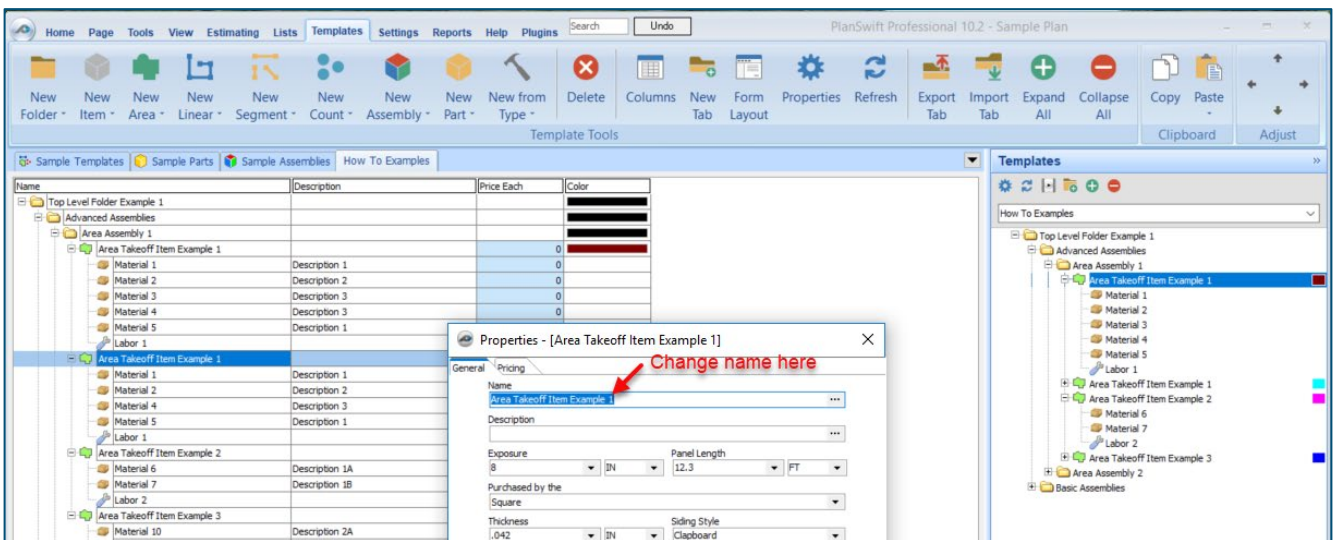 Home Page Tools View Estimating Lists Templates Settings Reports Help Plugins Search Undo PlanSwift Professional 10.2 - Sample Plan
New Folder New Item New Area New Linear New Segment New Count New Assembly New Part New from Type Delete Columns New Tab Form Layout Properties Refresh Export Tab Import Tab Expand All Collapse All Copy Paste
Template Tools Clipboard Adjust
Sample Templates Sample Parts Sample Assemblies How To Examples
Name Description Price Each Color
Top Level Folder Example 1
Advanced Assemblies
Area Assembly 1
Area Takeoff Item Example 1 0
Material 1 Description 1 0
Material 2 Description 2 0
Material 3 Description 3 0
Material 4 Description 3 0
Material 5 Description 1
Labor 1
Area Takeoff Item Example 1
Material 1 Description 1
Material 2 Description 2
Material 4 Description 3
Material 5 Description 1
Labor 1
Area Takeoff Item Example 2
Material 6 Description 1A
Material 7 Description 1B
Labor 2
Area Takeoff Item Example 3
Material 10 Description 2A
Properties - [Area Takeoff Item Example 1]
General Pricing
Change name here
Name
Area Takeoff Item Example 1
Description
Exposure Panel Length
8 IN 12.3 FT
Purchased by the
Square
Thickness Siding Style
.042 IN Clapboard
Templates
How To Examples
Top Level Folder Example 1
Advanced Assemblies
Area Assembly 1
Area Takeoff Item Example 1
Material 1
Material 2
Material 3
Material 4
Material 5
Labor 1
Area Takeoff Item Example 1
Area Takeoff Item Example 2
Material 6
Material 7
Labor 2
Area Takeoff Item Example 3
Area Assembly 2
Basic Assemblies